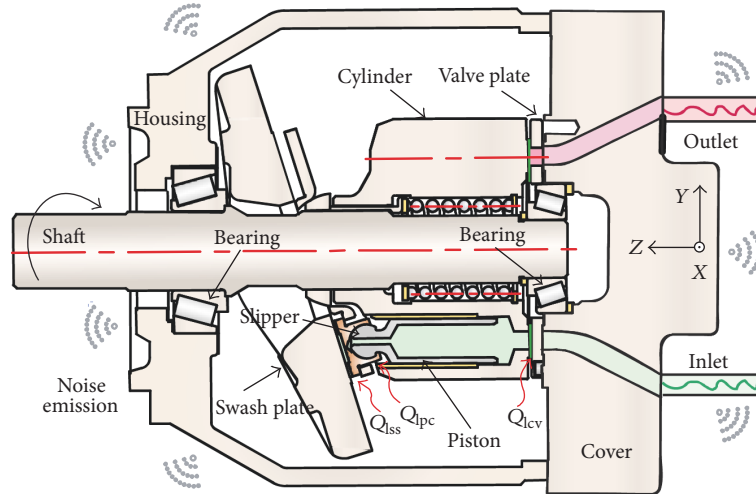 Cylinder
Valve plate
Housing
Outlet
Shaft
Bearing
Bearing
Y
Z
X
Slipper
Inlet
Noise
emission
Swash plate
Qlss
Qlpc
Piston
Qlcv
Cover